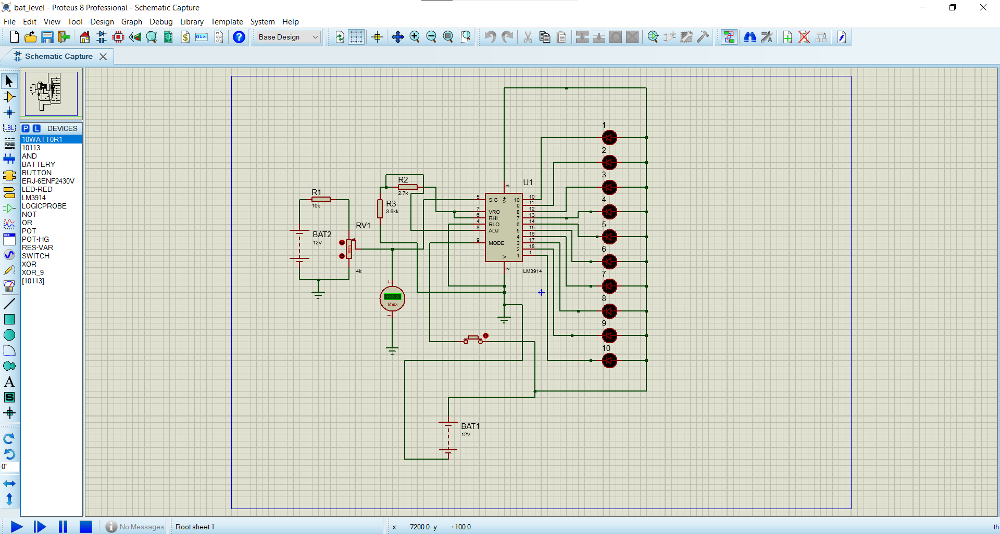 bat_level - Proteus 8 Professional - Schematic Capture
File Edit View Tool Design Graph Debug Library Template System Help
Base Design
Schematic Capture
P L DEVICES
10WATT0R1
10113
AND
BATTERY
BUTTON
ERJ-6ENF2430V
LED-RED
LM3914
LOGICPROBE
NOT
OR
POT
POT-HG
RES-VAR
SWITCH
XOR
XOR_9
[10113]
LBL
A
S
0°
R1
10k
BAT2
12V
RV1
100%
4k
R2
2.7k
R3
3.9kk
+
Volts
−
U1
LM3914
3
V+
5 SIG
7 VRO
6 RHI
4 RLO
8 ADJ
9 MODE
10 10
9 11
8 12
7 13
6 14
5 15
4 16
3 17
2 18
1 1
V-
2
1
2
3
4
5
6
7
8
9
10
BAT1
12V
No Messages
Root sheet 1
x: -7200.0 y: +100.0
th